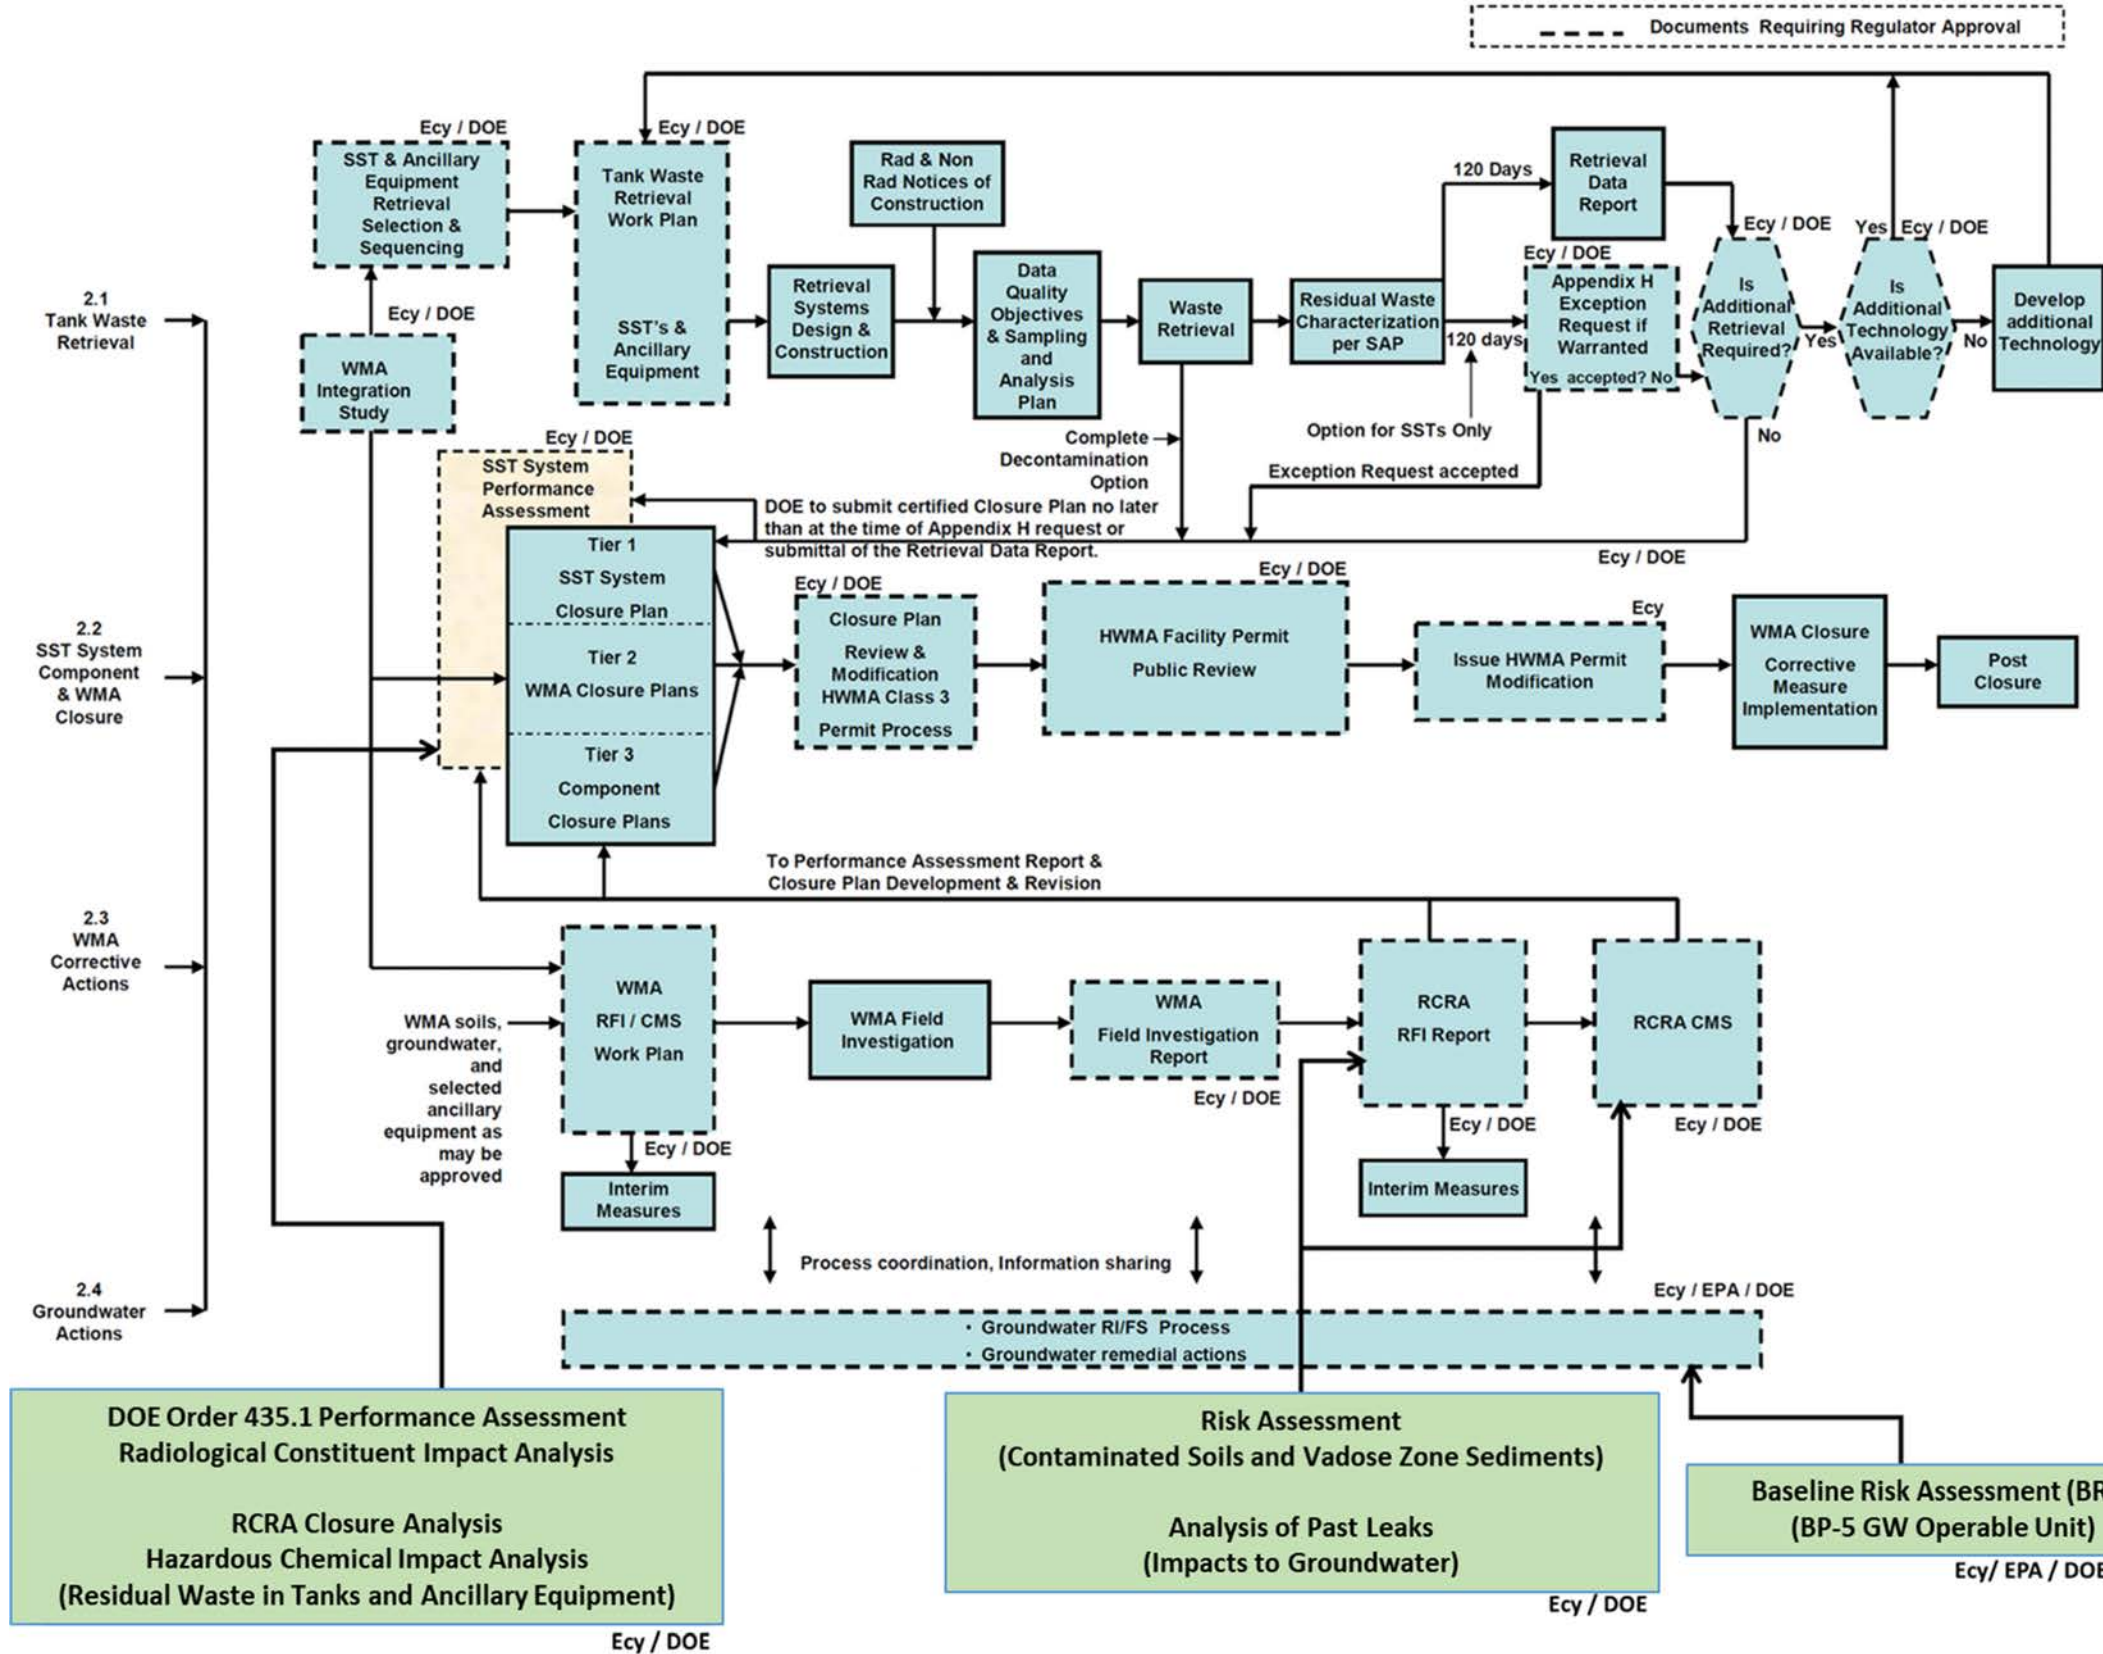 Documents Requiring Regulator Approval
Ecy / DOE
SST & Ancillary
Equipment
Retrieval
Selection &
Sequencing
Ecy / DOE
Tank Waste
Retrieval
Work Plan
SST's &
Ancillary
Equipment
Rad & Non
Rad Notices of
Construction
Retrieval
Systems
Design &
Construction
Data
Quality
Objectives
& Sampling
and
Analysis
Plan
Waste
Retrieval
Residual Waste
Characterization
per SAP
120 Days
120 days
Retrieval
Data
Report
Ecy / DOE
Appendix H
Exception
Request if
Warranted
Yes accepted? No
Ecy / DOE
Is
Additional
Retrieval
Required?
Yes
No
Yes
Ecy / DOE
Is
Additional
Technology
Available?
No
Develop
additional
Technology
2.1
Tank Waste
Retrieval
Ecy / DOE
WMA
Integration
Study
Complete
Decontamination
Option
Option for SSTs Only
Exception Request accepted
DOE to submit certified Closure Plan no later
than at the time of Appendix H request or
submittal of the Retrieval Data Report.
Ecy / DOE
2.2
SST System
Component
& WMA
Closure
Ecy / DOE
SST System
Performance
Assessment
Tier 1
SST System
Closure Plan
Tier 2
WMA Closure Plans
Tier 3
Component
Closure Plans
Ecy / DOE
Closure Plan
Review &
Modification
HWMA Class 3
Permit Process
Ecy / DOE
HWMA Facility Permit
Public Review
Ecy
Issue HWMA Permit
Modification
WMA Closure
Corrective
Measure
Implementation
Post
Closure
To Performance Assessment Report &
Closure Plan Development & Revision
2.3
WMA
Corrective
Actions
WMA soils,
groundwater,
and
selected
ancillary
equipment as
may be
approved
WMA
RFI / CMS
Work Plan
Ecy / DOE
Interim
Measures
WMA Field
Investigation
WMA
Field Investigation
Report
Ecy / DOE
RCRA
RFI Report
Ecy / DOE
Interim Measures
RCRA CMS
Ecy / DOE
Process coordination, Information sharing
2.4
Groundwater
Actions
Ecy / EPA / DOE
· Groundwater RI/FS Process
· Groundwater remedial actions
DOE Order 435.1 Performance Assessment
Radiological Constituent Impact Analysis
RCRA Closure Analysis
Hazardous Chemical Impact Analysis
(Residual Waste in Tanks and Ancillary Equipment)
Ecy / DOE
Risk Assessment
(Contaminated Soils and Vadose Zone Sediments)
Analysis of Past Leaks
(Impacts to Groundwater)
Ecy / DOE
Baseline Risk Assessment (BR
(BP-5 GW Operable Unit)
Ecy/ EPA / DOE